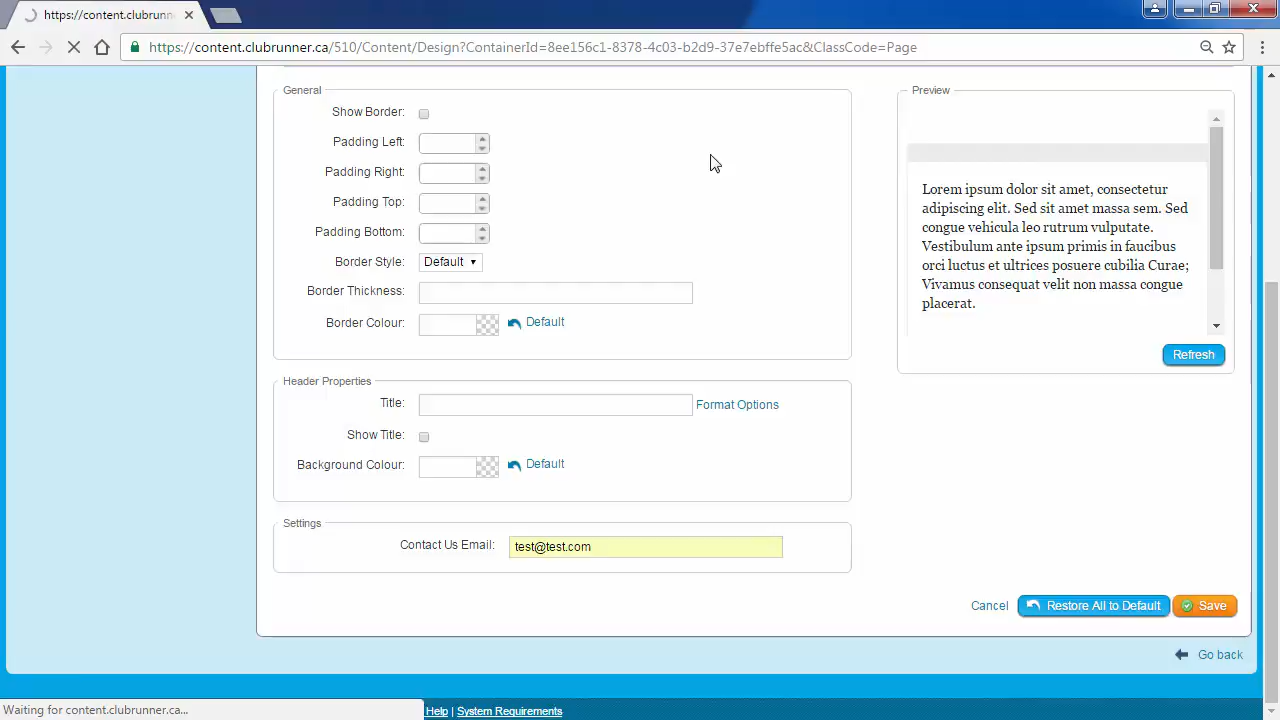 https://content.clubrunn
https://content.clubrunner.ca/510/Content/Design?ContainerId=8ee156c1-8378-4c03-b2d9-37e7ebffe5ac&ClassCode=Page
General
Show Border:
Padding Left:
Padding Right:
Padding Top:
Padding Bottom:
Border Style: Default
Border Thickness:
Border Colour: Default
Preview
Lorem ipsum dolor sit amet, consectetur
adipiscing elit. Sed sit amet massa sem. Sed
congue vehicula leo rutrum vulputate.
Vestibulum ante ipsum primis in faucibus
orci luctus et ultrices posuere cubilia Curae;
Vivamus consequat velit non massa congue
placerat.
Refresh
Header Properties
Title: Format Options
Show Title:
Background Colour: Default
Settings
Contact Us Email: test@test.com
Cancel Restore All to Default Save
Go back
Waiting for content.clubrunner.ca...
Help | System Requirements